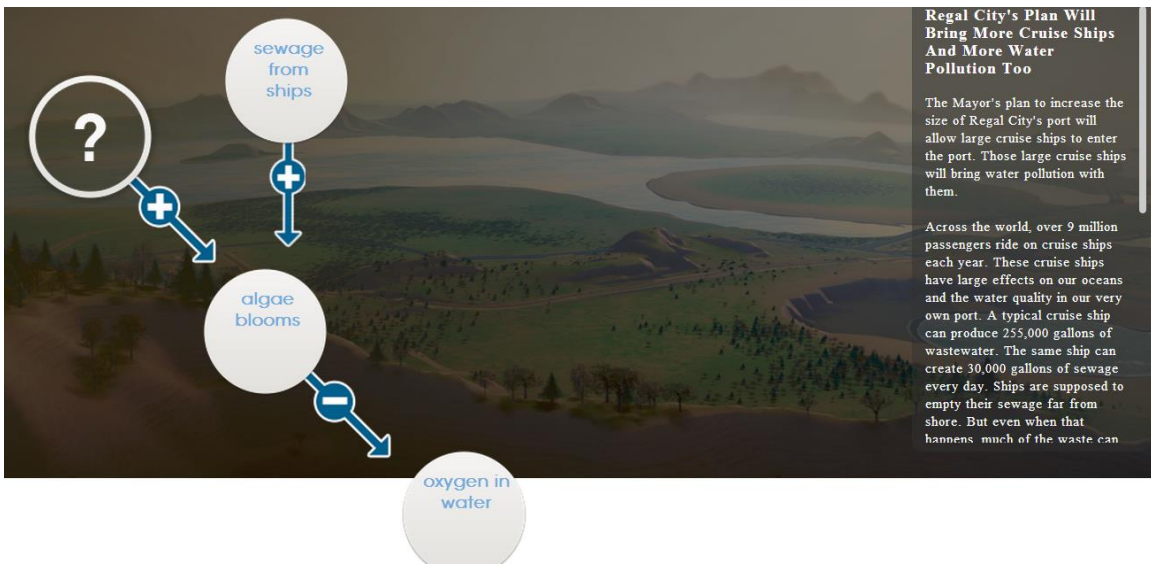 sewage
from
ships
?
+
+
algae
blooms
−
oxygen in
water
Regal City's Plan Will
Bring More Cruise Ships
And More Water
Pollution Too
The Mayor's plan to increase the
size of Regal City's port will
allow large cruise ships to enter
the port. Those large cruise ships
will bring water pollution with
them.
Across the world, over 9 million
passengers ride on cruise ships
each year. These cruise ships
have large effects on our oceans
and the water quality in our very
own port. A typical cruise ship
can produce 255,000 gallons of
wastewater. The same ship can
create 30,000 gallons of sewage
every day. Ships are supposed to
empty their sewage far from
shore. But even when that
happens, much of the waste can